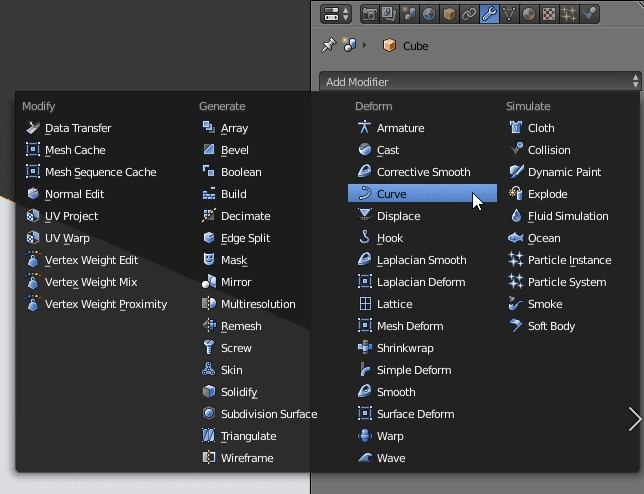 Cube
Add Modifier
Modify
Data Transfer
Mesh Cache
Mesh Sequence Cache
Normal Edit
UV Project
UV Warp
Vertex Weight Edit
Vertex Weight Mix
Vertex Weight Proximity
Generate
Array
Bevel
Boolean
Build
Decimate
Edge Split
Mask
Mirror
Multiresolution
Remesh
Screw
Skin
Solidify
Subdivision Surface
Triangulate
Wireframe
Deform
Armature
Cast
Corrective Smooth
Curve
Displace
Hook
Laplacian Smooth
Laplacian Deform
Lattice
Mesh Deform
Shrinkwrap
Simple Deform
Smooth
Surface Deform
Warp
Wave
Simulate
Cloth
Collision
Dynamic Paint
Explode
Fluid Simulation
Ocean
Particle Instance
Particle System
Smoke
Soft Body